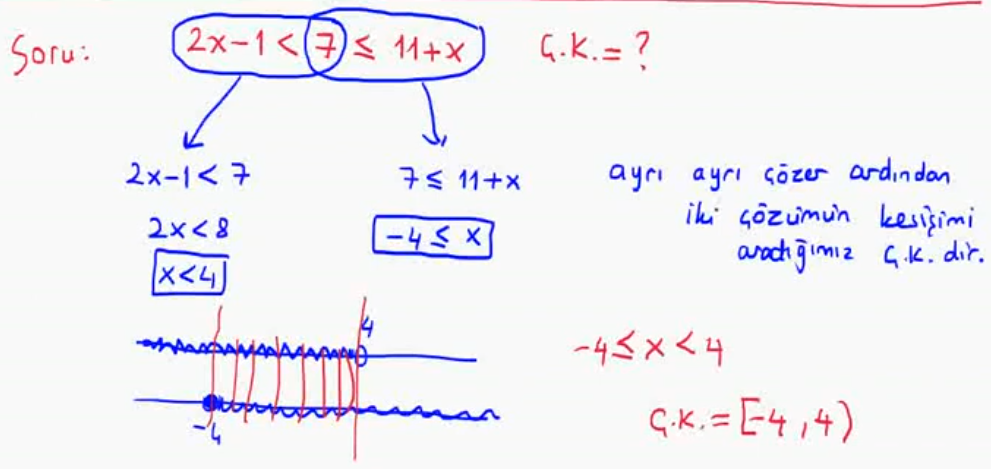 Soru: 2x-1 < 7 ≤ 11+x Ç.K.= ?
2x-1 < 7
7 ≤ 11+x
2x < 8
-4 ≤ x
x < 4
ayrı ayrı çözer ardından
iki çözümün kesişimi
aradığımız Ç.K. dır.
4
-4
-4 ≤ x < 4
Ç.K. = [-4 , 4)